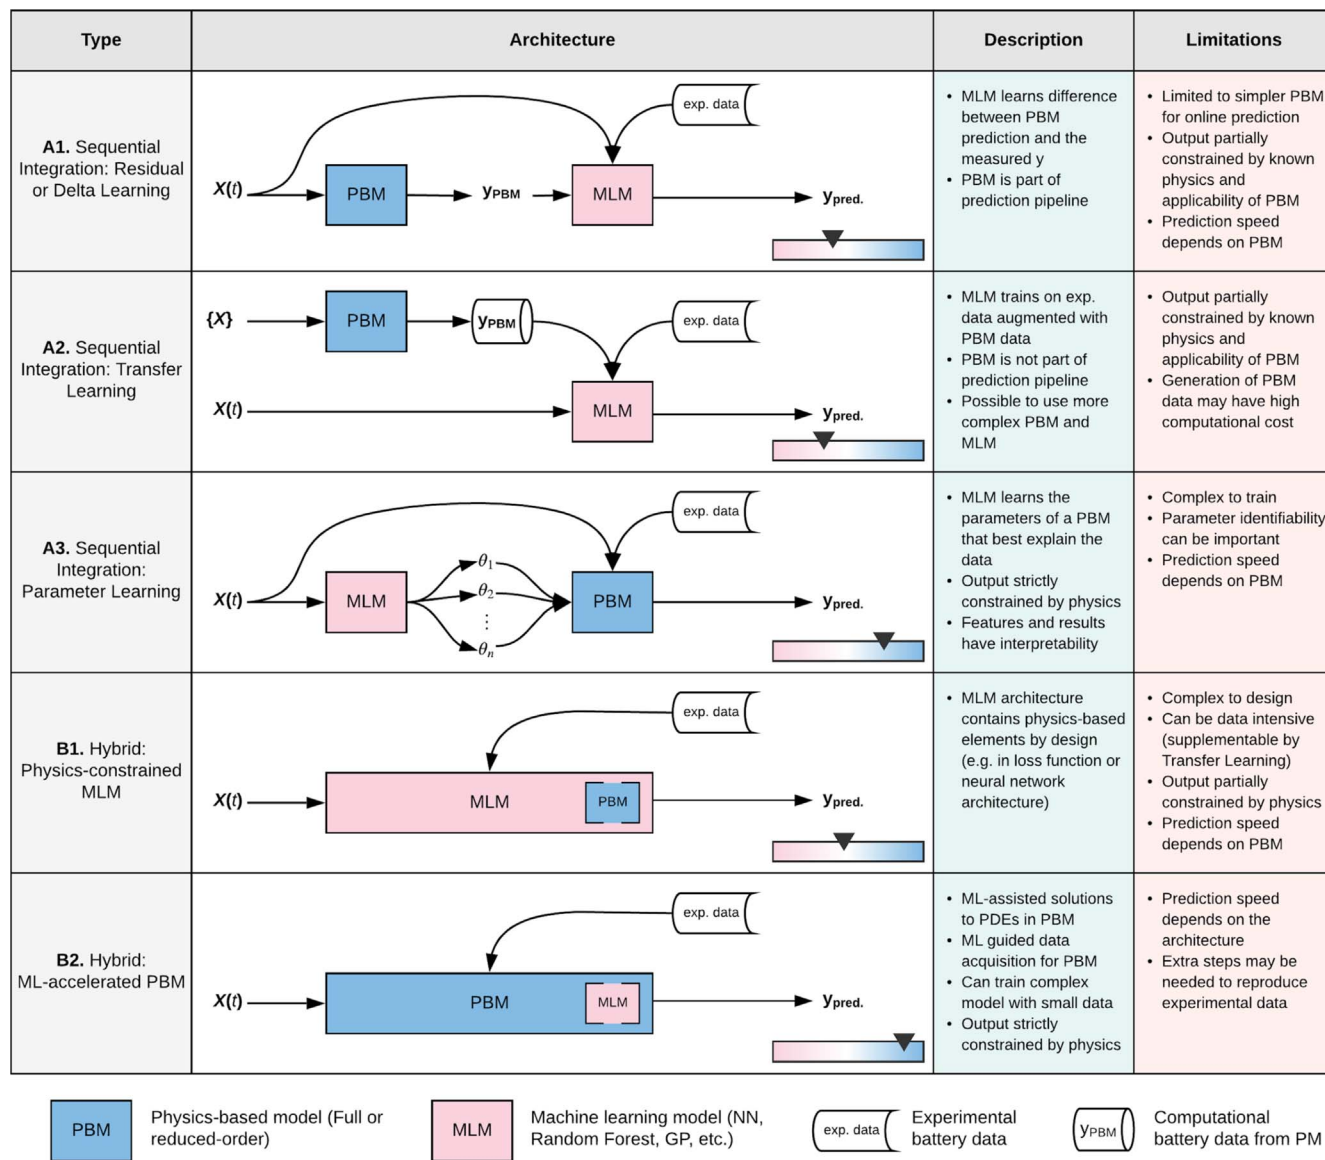 Type
Architecture
Description
Limitations
A1. Sequential
Integration: Residual
or Delta Learning
X(t)
PBM
yPBM
MLM
exp. data
ypred.
• MLM learns difference
between PBM
prediction and the
measured y
• PBM is part of
prediction pipeline
• Limited to simpler PBM
for online prediction
• Output partially
constrained by known
physics and
applicability of PBM
• Prediction speed
depends on PBM
A2. Sequential
Integration: Transfer
Learning
{X}
PBM
yPBM
exp. data
X(t)
MLM
ypred.
• MLM trains on exp.
data augmented with
PBM data
• PBM is not part of
prediction pipeline
• Possible to use more
complex PBM and
MLM
• Output partially
constrained by known
physics and
applicability of PBM
• Generation of PBM
data may have high
computational cost
A3. Sequential
Integration:
Parameter Learning
X(t)
MLM
θ1
θ2
⋮
θn
PBM
exp. data
ypred.
• MLM learns the
parameters of a PBM
that best explain the
data
• Output strictly
constrained by physics
• Features and results
have interpretability
• Complex to train
• Parameter identifiability
can be important
• Prediction speed
depends on PBM
B1. Hybrid:
Physics-constrained
MLM
exp. data
X(t)
MLM
PBM
ypred.
• MLM architecture
contains physics-based
elements by design
(e.g. in loss function or
neural network
architecture)
• Complex to design
• Can be data intensive
(supplementable by
Transfer Learning)
• Output partially
constrained by physics
• Prediction speed
depends on PBM
B2. Hybrid:
ML-accelerated PBM
exp. data
X(t)
PBM
MLM
ypred.
• ML-assisted solutions
to PDEs in PBM
• ML guided data
acquisition for PBM
• Can train complex
model with small data
• Output strictly
constrained by physics
• Prediction speed
depends on the
architecture
• Extra steps may be
needed to reproduce
experimental data
PBM
Physics-based model (Full or
reduced-order)
MLM
Machine learning model (NN,
Random Forest, GP, etc.)
exp. data
Experimental
battery data
yPBM
Computational
battery data from PM